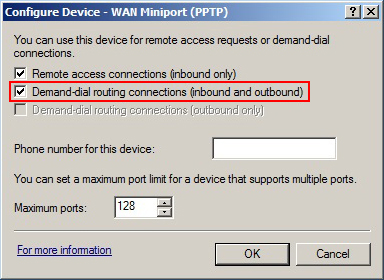 Configure Device - WAN Miniport (PPTP)
You can use this device for remote access requests or demand-dial
connections.
Remote access connections (inbound only)
Demand-dial routing connections (inbound and outbound)
Demand-dial routing connections (outbound only)
Phone number for this device:
You can set a maximum port limit for a device that supports multiple ports.
Maximum ports: 128
For more information
OK Cancel